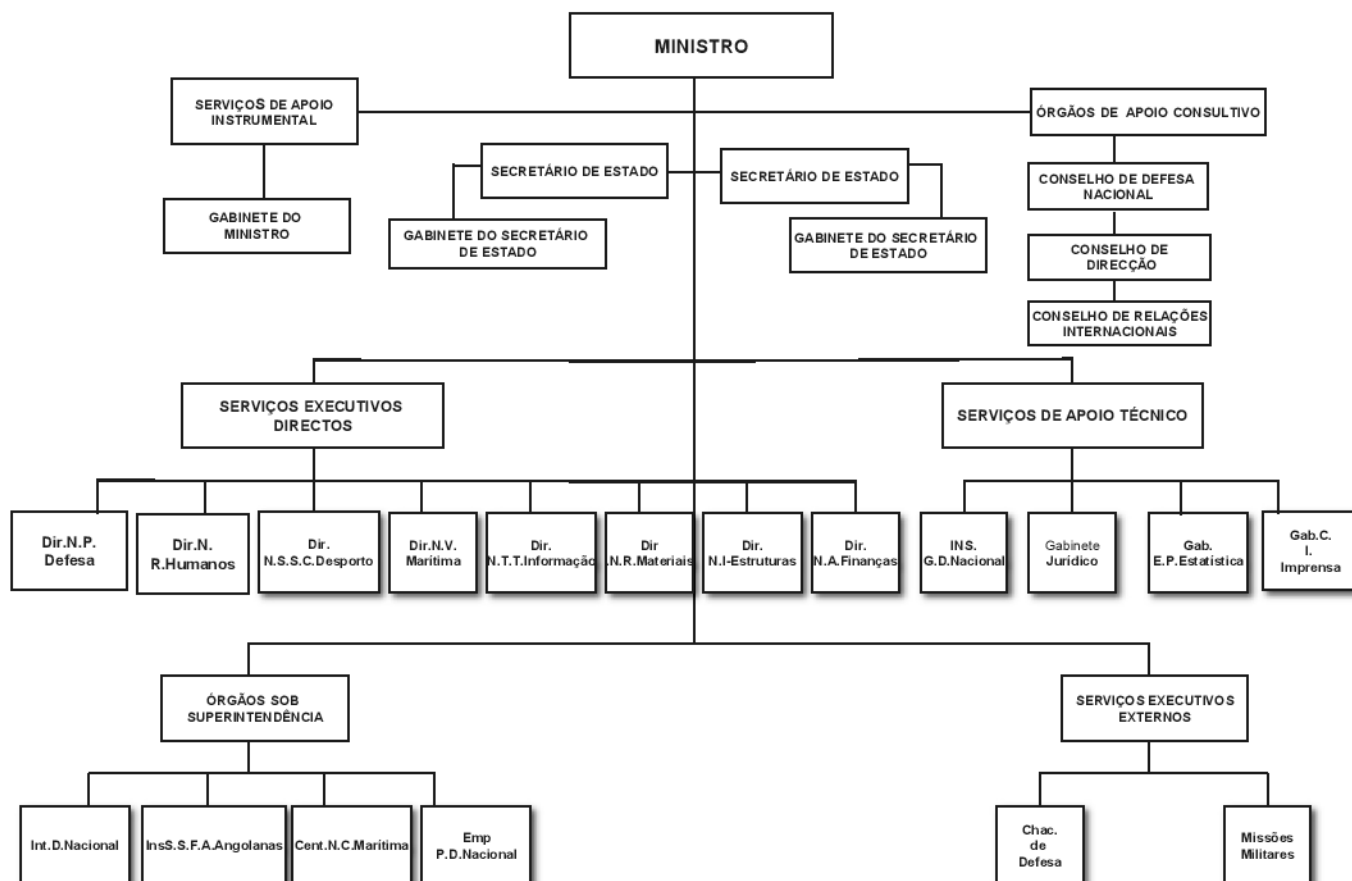 MINISTRO
SERVIÇOS DE APOIO
INSTRUMENTAL
ÓRGÃOS DE APOIO CONSULTIVO
SECRETÁRIO DE ESTADO
SECRETÁRIO DE ESTADO
CONSELHO DE DEFESA
NACIONAL
GABINETE DO
MINISTRO
GABINETE DO SECRETÁRIO
DE ESTADO
GABINETE DO SECRETÁRIO
DE ESTADO
CONSELHO DE
DIRECÇÃO
CONSELHO DE RELAÇÕES
INTERNACIONAIS
SERVIÇOS EXECUTIVOS
DIRECTOS
SERVIÇOS DE APOIO TÉCNICO
Dir.N.P.
Defesa
Dir.N.
R.Humanos
Dir.
N.S.S.C.Desporto
Dir.N.V.
Marítima
Dir.
N.T.T.Informação
Dir
.N.R.Materiais
Dir.
N.I-Estruturas
Dir.
N.A.Finanças
INS.
G.D.Nacional
Gabinete
Jurídico
Gab.
E.P.Estatística
Gab.C.
I.
Imprensa
ÓRGÃOS SOB
SUPERINTENDÊNCIA
SERVIÇOS EXECUTIVOS
EXTERNOS
Int.D.Nacional
InsS.S.F.A.Angolanas
Cent.N.C.Marítima
Emp
P.D.Nacional
Chac.
de
Defesa
Missões
Militares